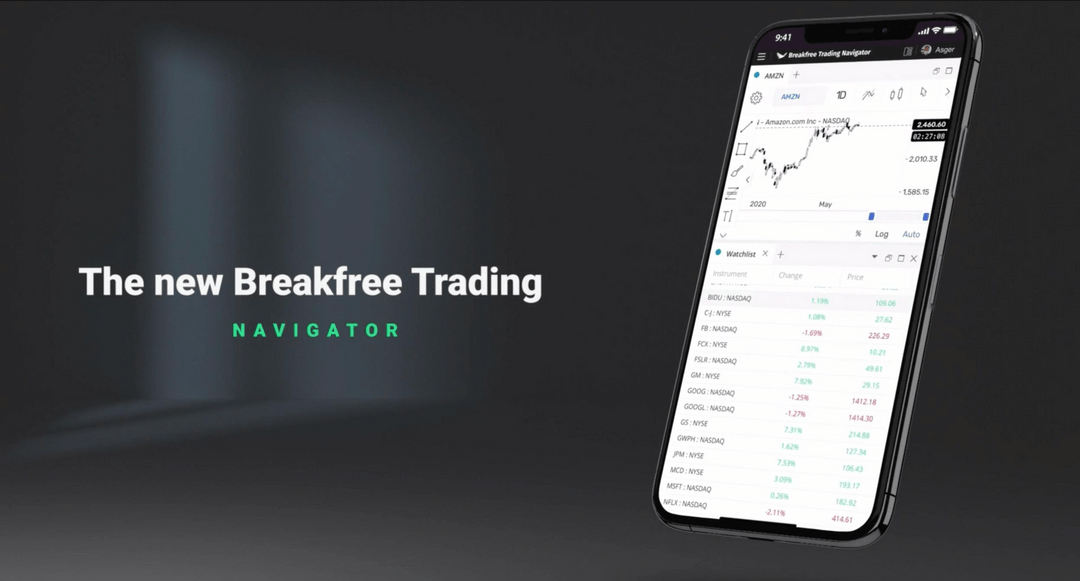 The new Breakfree Trading
NAVIGATOR
9:41
Breakfree Trading Navigator
Asger
AMZN
AMZN
1D
- Amazon.com Inc - NASDAQ
2,460.60
02:27:08
2,010.33
1,585.15
2020 May
% Log Auto
Watchlist
Instrument Change Price
BIDU : NASDAQ 1.19% 109.06
C-J : NYSE 1.08% 27.62
FB : NASDAQ -1.69% 226.29
FCX : NYSE 8.97% 10.21
FSLR : NASDAQ 2.79% 49.61
GM : NYSE 7.92% 29.15
GOOG : NASDAQ -1.25% 1412.18
GOOGL : NASDAQ -1.27% 1414.30
GS : NYSE 7.31% 214.88
GWPH : NASDAQ 1.62% 127.34
JPM : NYSE 7.53% 106.43
MCD : NYSE 3.09% 193.17
MSFT : NASDAQ 0.26% 182.92
NFLX : NASDAQ -2.11% 414.61